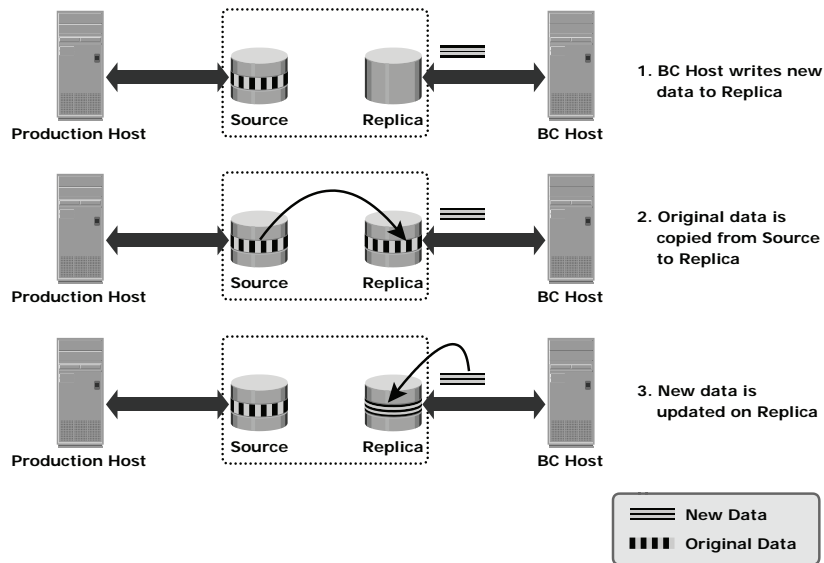 Production Host
Source
Replica
BC Host
1. BC Host writes new
data to Replica
Production Host
Source
Replica
BC Host
2. Original data is
copied from Source
to Replica
Production Host
Source
Replica
BC Host
3. New data is
updated on Replica
New Data
Original Data